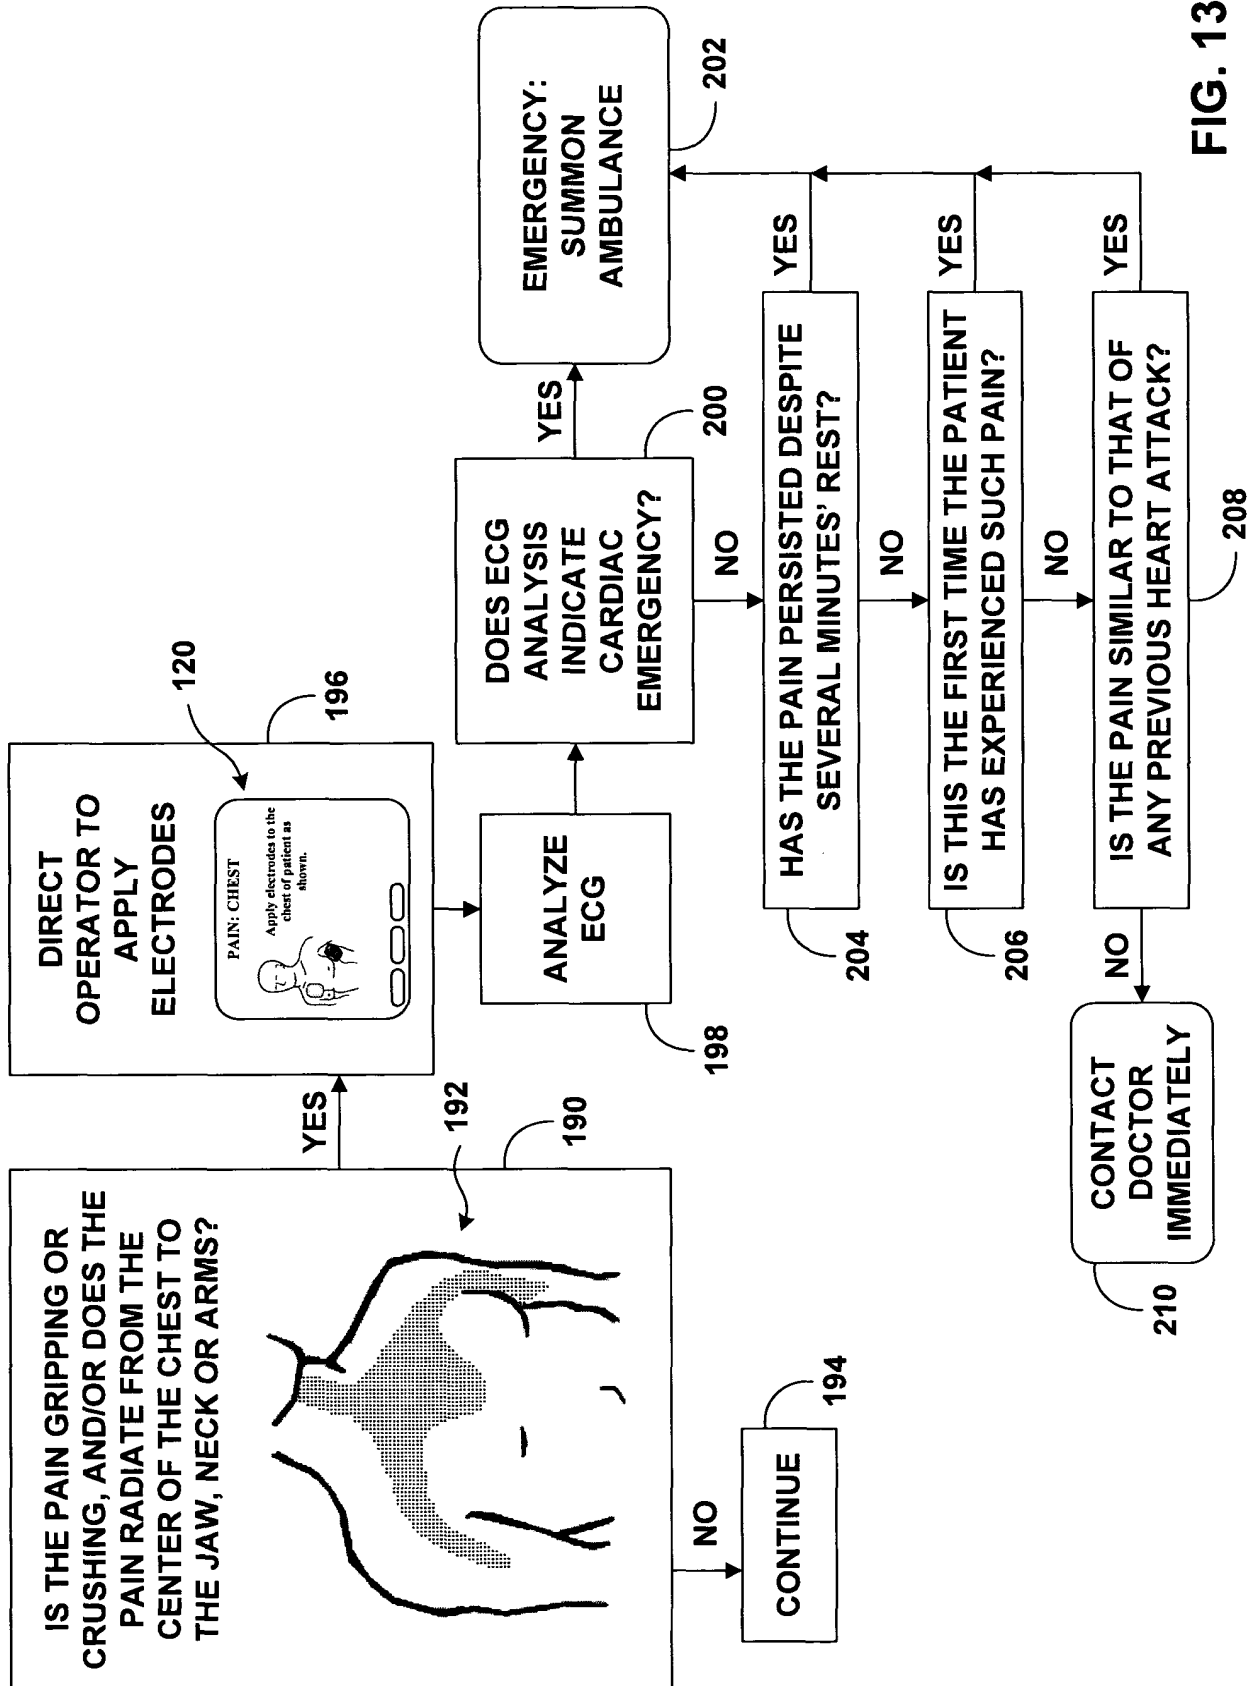 IS THE PAIN GRIPPING OR
CRUSHING, AND/OR DOES THE
PAIN RADIATE FROM THE
CENTER OF THE CHEST TO
THE JAW, NECK OR ARMS?
192
190
YES
NO
CONTINUE
194
DIRECT
OPERATOR TO
APPLY
ELECTRODES
120
PAIN: CHEST
Apply electrodes to the
chest of patient as
shown.
196
ANALYZE
ECG
198
DOES ECG
ANALYSIS
INDICATE
CARDIAC
EMERGENCY?
200
YES
EMERGENCY:
SUMMON
AMBULANCE
202
NO
HAS THE PAIN PERSISTED DESPITE
SEVERAL MINUTES' REST?
204
YES
NO
IS THIS THE FIRST TIME THE PATIENT
HAS EXPERIENCED SUCH PAIN?
206
YES
NO
IS THE PAIN SIMILAR TO THAT OF
ANY PREVIOUS HEART ATTACK?
208
YES
NO
CONTACT
DOCTOR
IMMEDIATELY
210
FIG. 13